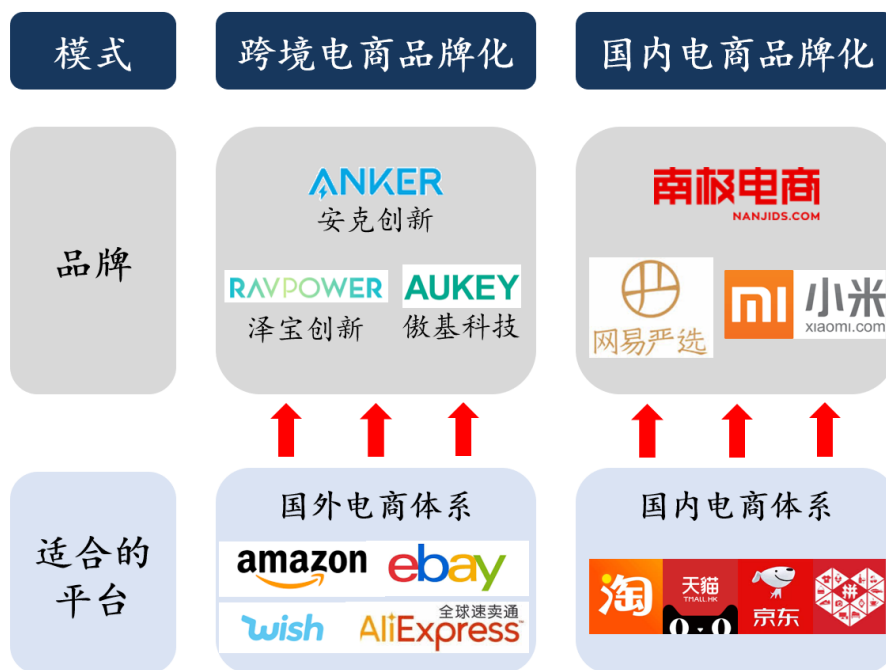 模式
跨境电商品牌化
国内电商品牌化
品牌
ANKER
安克创新
RAVPOWER
泽宝创新
AUKEY
傲基科技
南极电商
NANJIDS.COM
网易严选
mi
小米
xiaomi.com
适合的
平台
国外电商体系
amazon
ebay
wish
全球速卖通
AliExpress
国内电商体系
淘
天猫
TMALL.HK
京东
拼